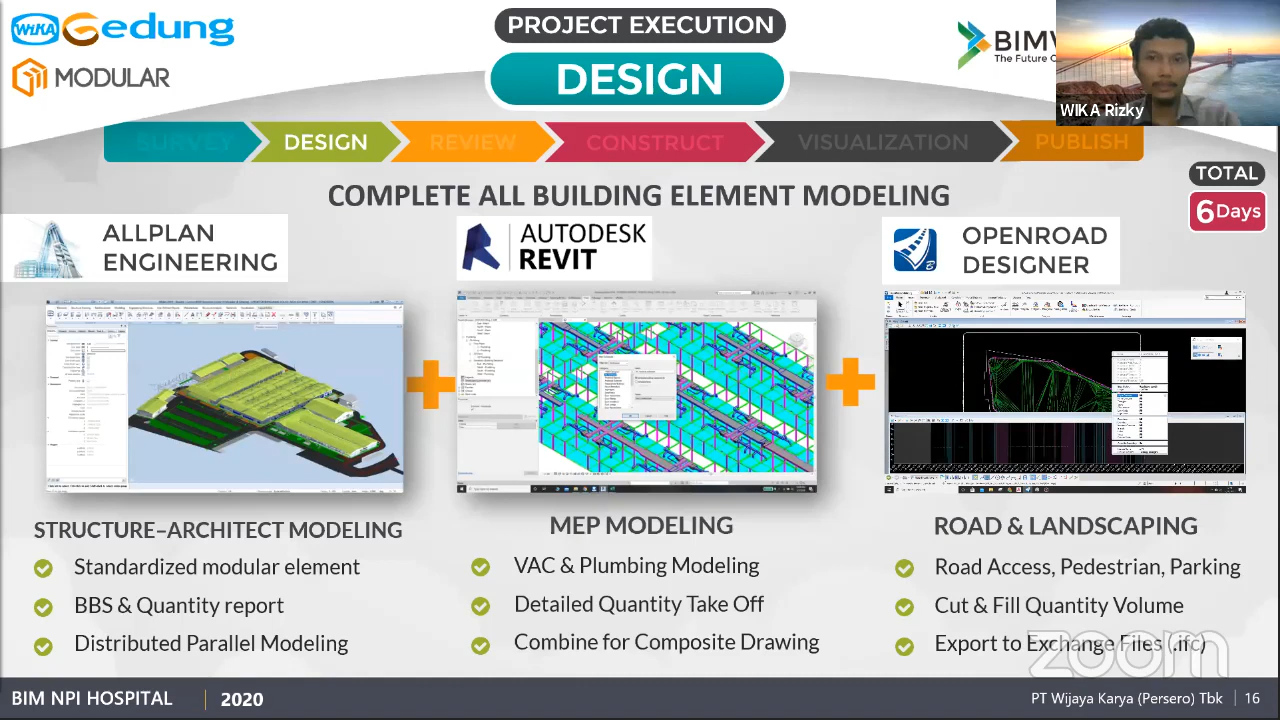 WIKA Gedung
MODULAR
PROJECT EXECUTION
DESIGN
BIMV
The Future C
WIKA Rizky
SURVEY
DESIGN
REVIEW
CONSTRUCT
VISUALIZATION
PUBLISH
COMPLETE ALL BUILDING ELEMENT MODELING
TOTAL
6 Days
ALLPLAN
ENGINEERING
AUTODESK
REVIT
OPENROAD
DESIGNER
STRUCTURE–ARCHITECT MODELING
Standardized modular element
BBS & Quantity report
Distributed Parallel Modeling
MEP MODELING
VAC & Plumbing Modeling
Detailed Quantity Take Off
Combine for Composite Drawing
ROAD & LANDSCAPING
Road Access, Pedestrian, Parking
Cut & Fill Quantity Volume
Export to Exchange Files (.ifc)
zoom
BIM NPI HOSPITAL
2020
PT Wijaya Karya (Persero) Tbk
16